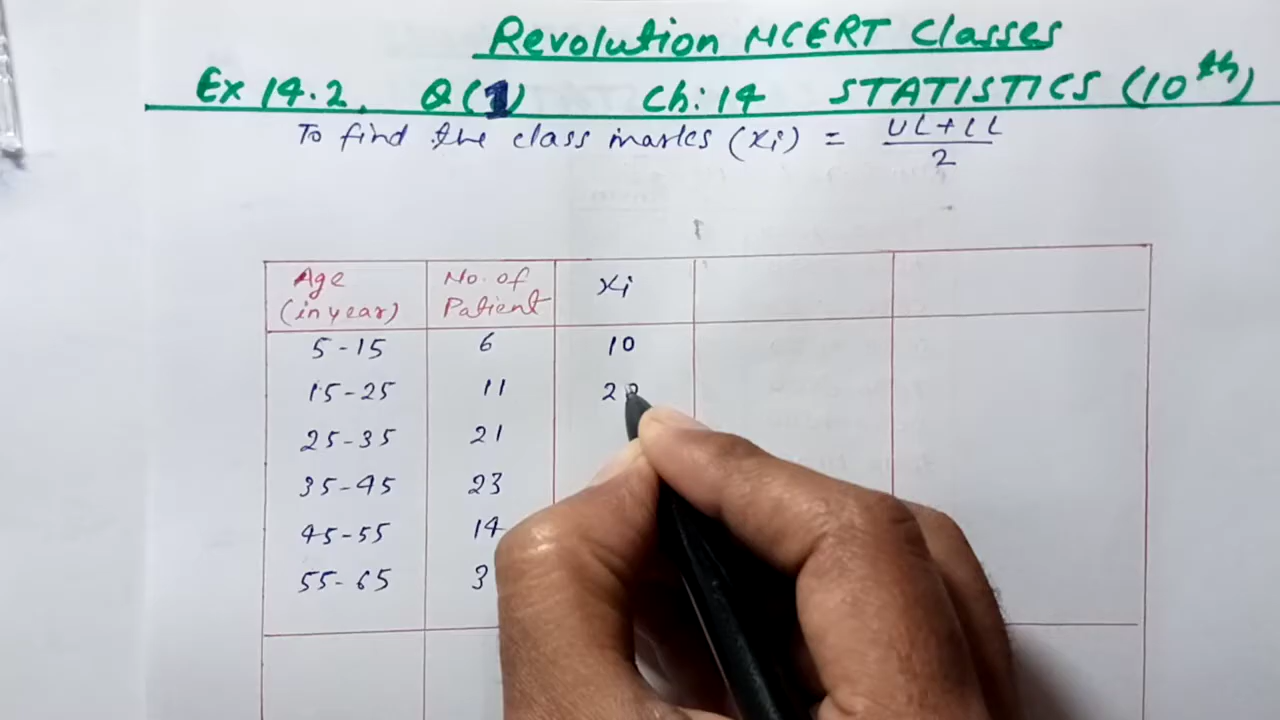 Revolution NCERT Classes
Ex 14.2, Q(1) Ch:14 STATISTICS (10th)
To find the class marks (xi) = UL+LL
2
Age No. of xi
(in year) Patient
5-15 6 10
15-25 11 20
25-35 21
35-45 23
45-55 14
55-65 3